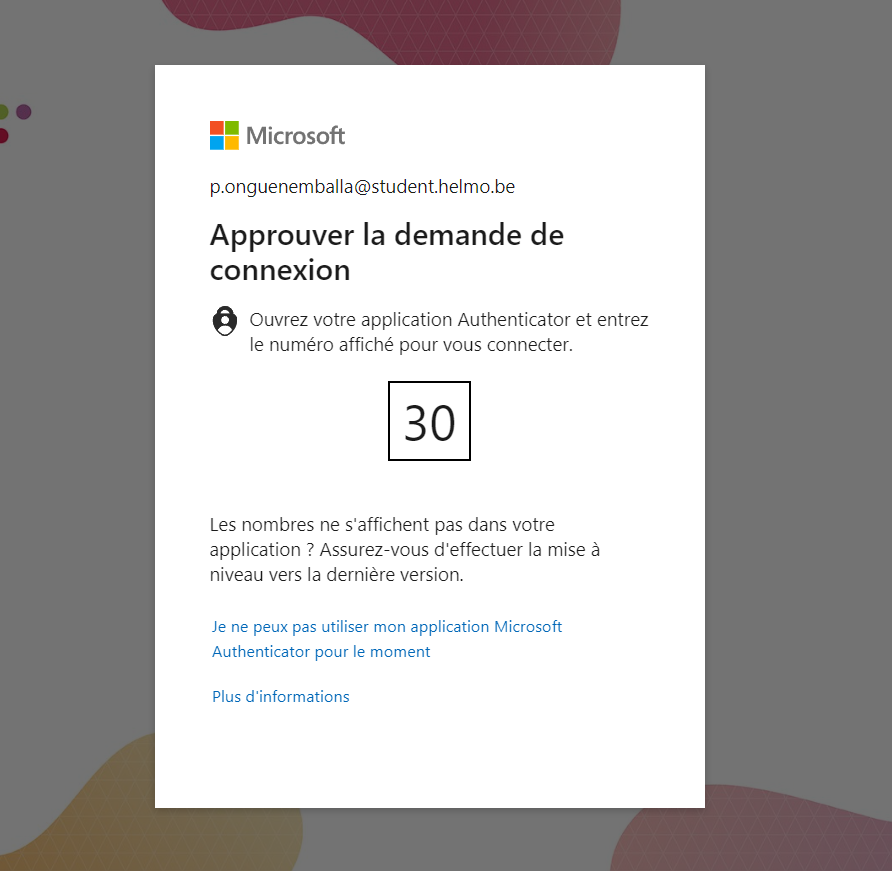 Microsoft
p.onguenemballa@student.helmo.be
Approuver la demande de
connexion
Ouvrez votre application Authenticator et entrez
le numéro affiché pour vous connecter.
30
Les nombres ne s'affichent pas dans votre
application ? Assurez-vous d'effectuer la mise à
niveau vers la dernière version.
Je ne peux pas utiliser mon application Microsoft
Authenticator pour le moment
Plus d'informations